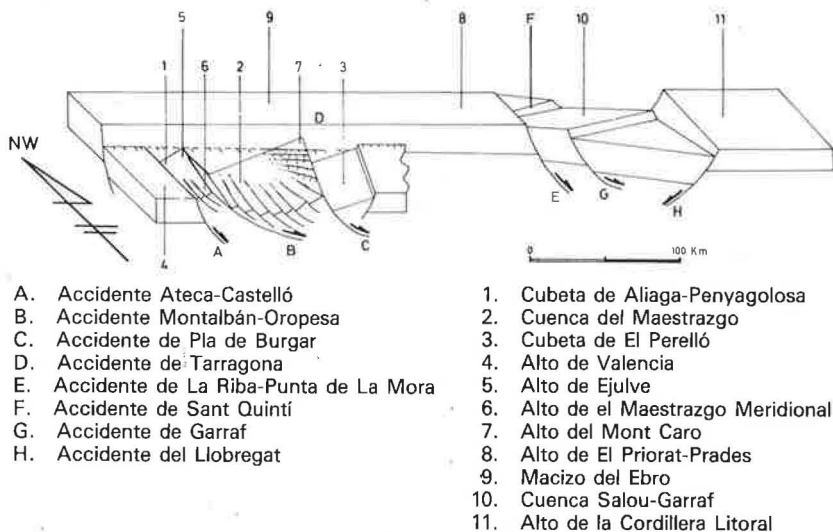 5 9 8 F 10 11
1 6 2 7 3
D
NW
E G H
A B C
4
0 100 Km
A. Accidente Ateca-Castelló
B. Accidente Montalbán-Oropesa
C. Accidente de Pla de Burgar
D. Accidente de Tarragona
E. Accidente de La Riba-Punta de La Mora
F. Accidente de Sant Quintí
G. Accidente de Garraf
H. Accidente del Llobregat
1. Cubeta de Aliaga-Penyagolosa
2. Cuenca del Maestrazgo
3. Cubeta de El Perelló
4. Alto de Valencia
5. Alto de Ejulve
6. Alto de el Maestrazgo Meridional
7. Alto del Mont Caro
8. Alto de El Priorat-Prades
9. Macizo del Ebro
10. Cuenca Salou-Garraf
11. Alto de la Cordillera Litoral